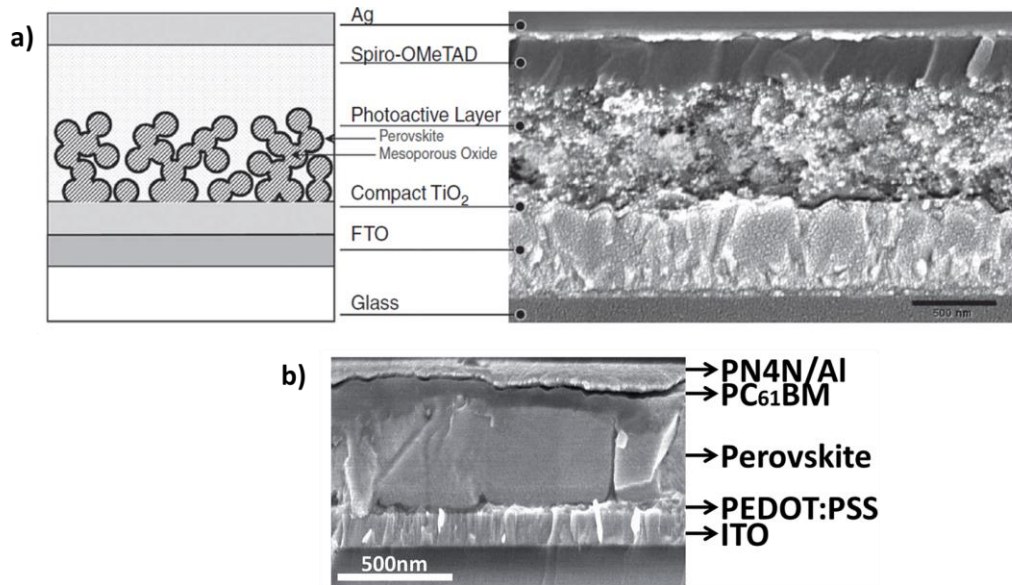 a)
Ag
Spiro-OMeTAD
Photoactive Layer
Perovskite
Mesoporous Oxide
Compact TiO₂
FTO
Glass
500 nm
b)
PN4N/Al
PC₆₁BM
Perovskite
PEDOT:PSS
ITO
500nm